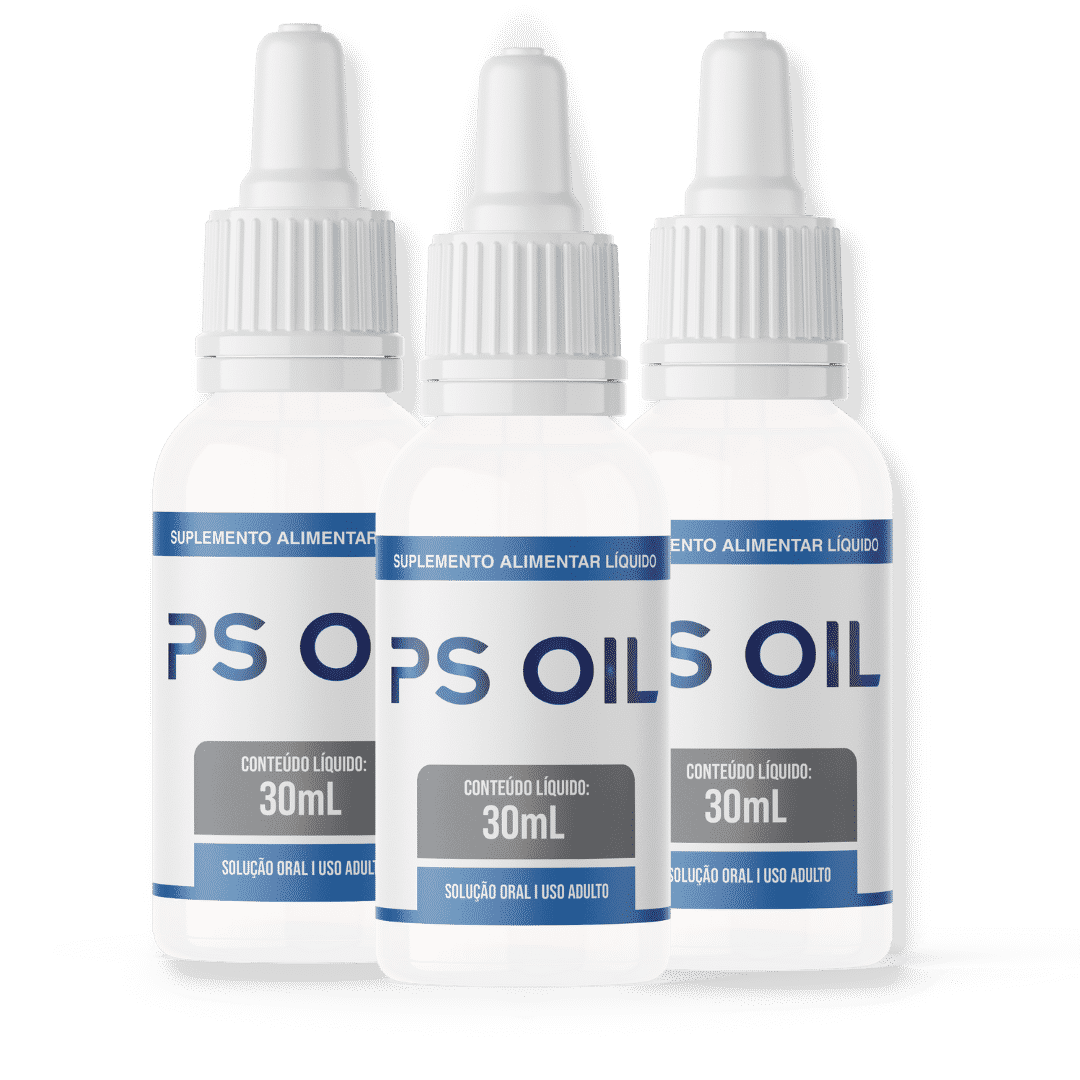 SUPLEMENTO ALIMENTAR
PS O
CONTEÚDO LÍQUIDO:
30mL
SOLUÇÃO ORAL I USO ADULT
SUPLEMENTO ALIMENTAR LÍQUIDO
PS OIL
CONTEÚDO LÍQUIDO:
30mL
SOLUÇÃO ORAL I USO ADULTO
ENTO ALIMENTAR LÍQUIDO
S OIL
CONTEÚDO LÍQUIDO:
30mL
SOLUÇÃO ORAL I USO ADULTO